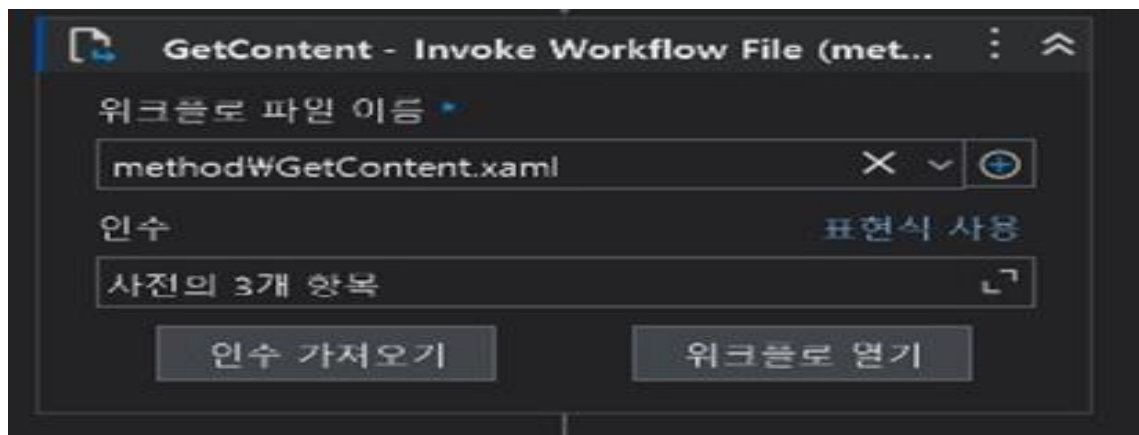 GetContent - Invoke Workflow File (met...
위크플로 파일 이름 *
method₩GetContent.xaml
인수 표현식 사용
사전의 3개 항목
인수 가져오기 위크플로 열기